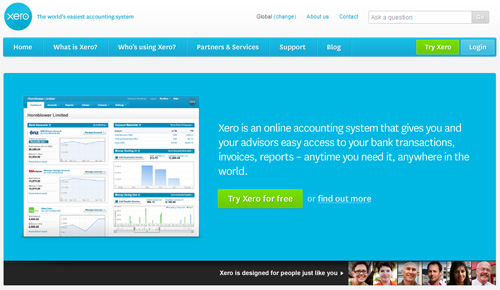 xero
The world's easiest accounting system
Global (change) About us Contact
Ask a question Go
Home What is Xero? Who's using Xero? Partners & Services Support Blog
Try Xero Login
Hornblower Limited
Xero is an online accounting system that gives you and
your advisors easy access to your bank transactions,
invoices, reports – anytime you need it, anywhere in the
world.
Try Xero for free or find out more
Xero is designed for people just like you